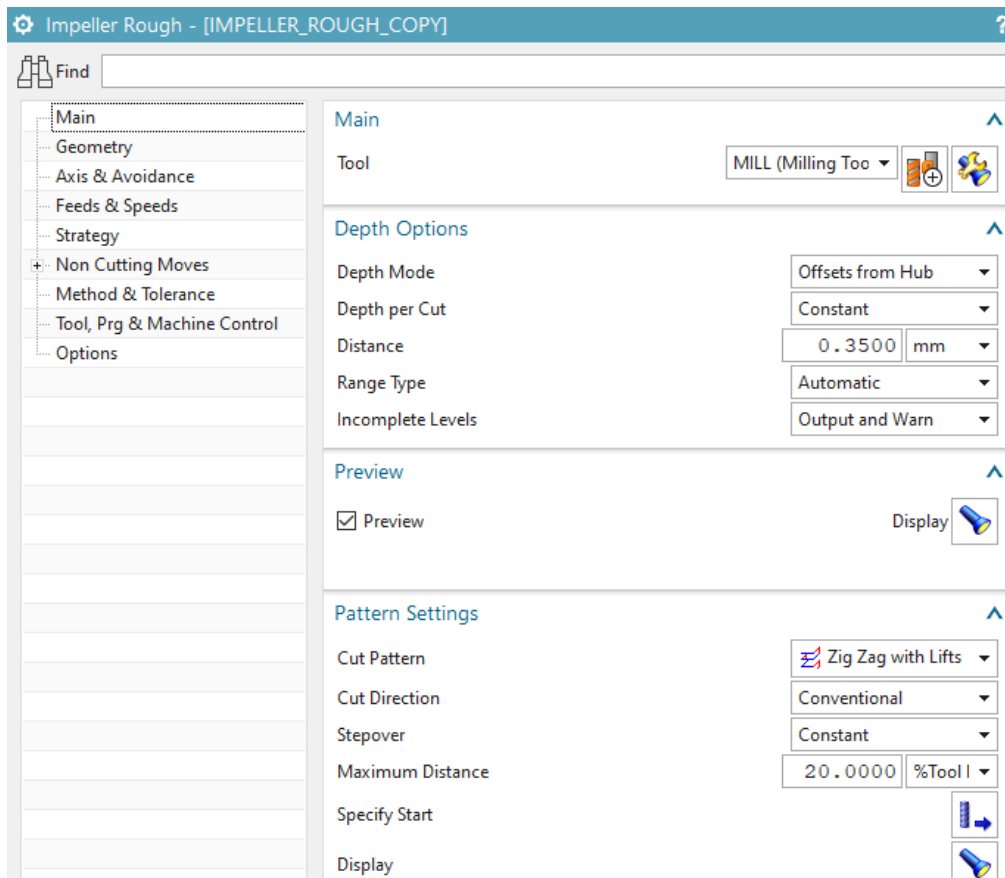 Impeller Rough - [IMPELLER_ROUGH_COPY] ?
Find
Main
Geometry
Axis & Avoidance
Feeds & Speeds
Strategy
Non Cutting Moves
Method & Tolerance
Tool, Prg & Machine Control
Options
Main
Tool MILL (Milling Too
Depth Options
Depth Mode Offsets from Hub
Depth per Cut Constant
Distance 0.3500 mm
Range Type Automatic
Incomplete Levels Output and Warn
Preview
Preview Display
Pattern Settings
Cut Pattern Zig Zag with Lifts
Cut Direction Conventional
Stepover Constant
Maximum Distance 20.0000 %Tool
Specify Start
Display